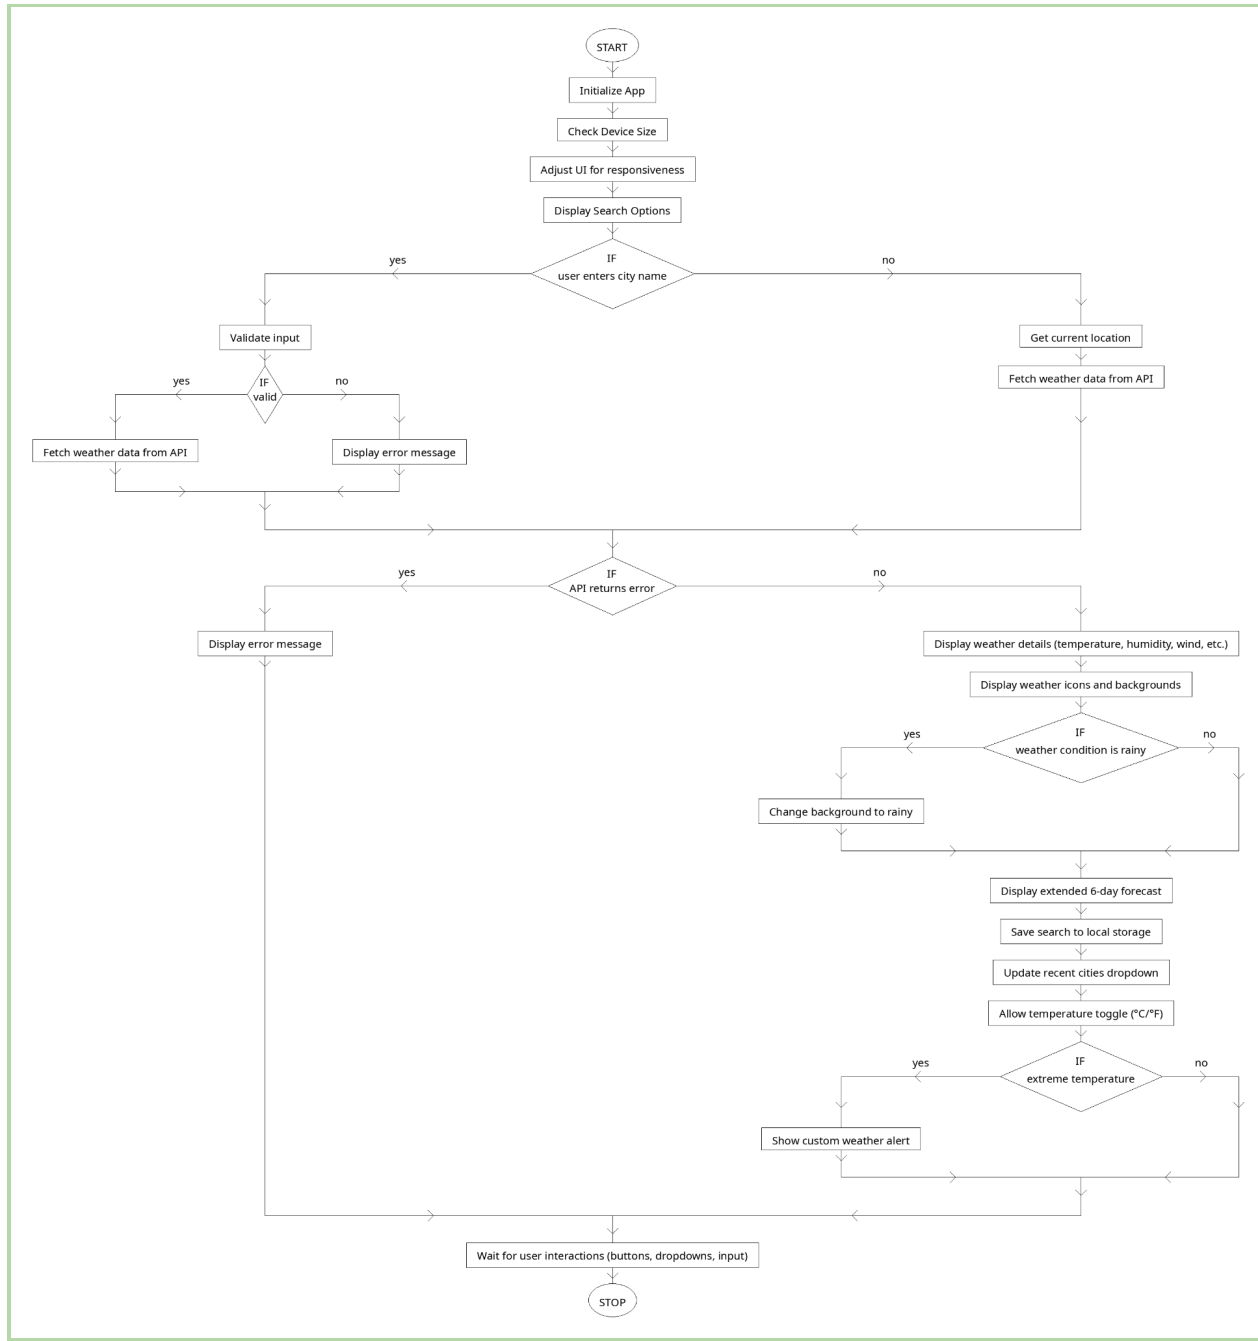 START
Initialize App
Check Device Size
Adjust UI for responsiveness
Display Search Options
IF
user enters city name
yes
no
Validate input
Get current location
IF
valid
yes
no
Fetch weather data from API
Fetch weather data from API
Display error message
IF
API returns error
yes
no
Display error message
Display weather details (temperature, humidity, wind, etc.)
Display weather icons and backgrounds
IF
weather condition is rainy
yes
no
Change background to rainy
Display extended 6-day forecast
Save search to local storage
Update recent cities dropdown
Allow temperature toggle (°C/°F)
IF
extreme temperature
yes
no
Show custom weather alert
Wait for user interactions (buttons, dropdowns, input)
STOP